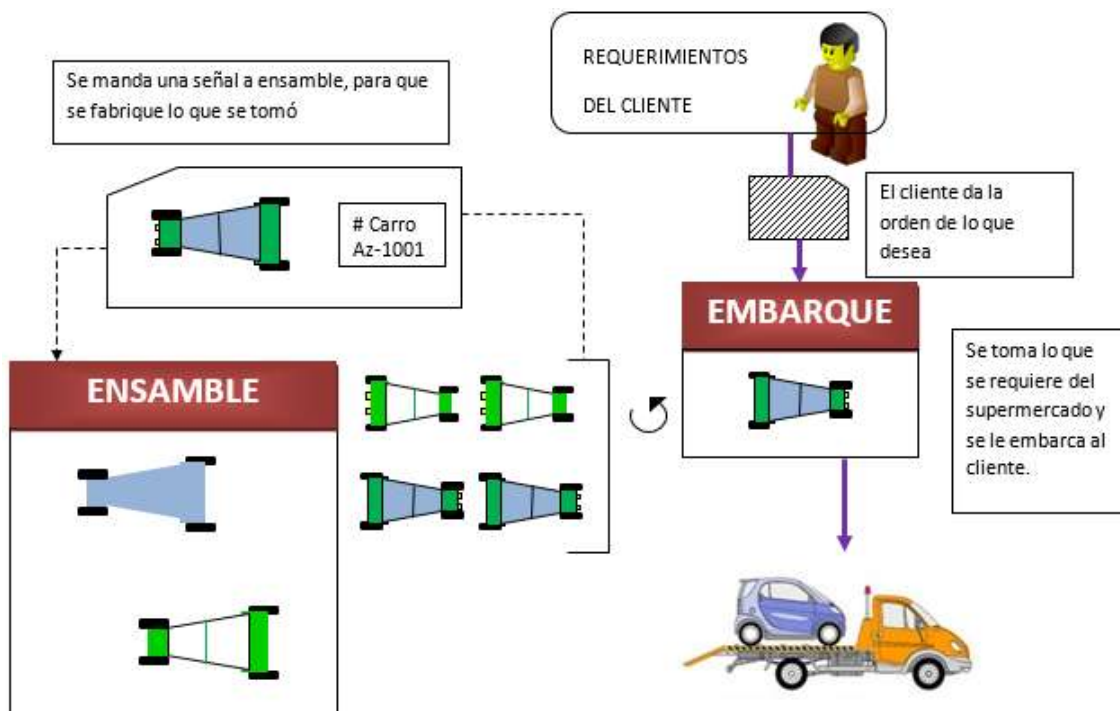 REQUERIMIENTOS
DEL CLIENTE
Se manda una señal a ensamble, para que
se fabrique lo que se tomó
# Carro
Az-1001
El cliente da la
orden de lo que
desea
EMBARQUE
Se toma lo que
se requiere del
supermercado y
se le embarca al
cliente.
ENSAMBLE